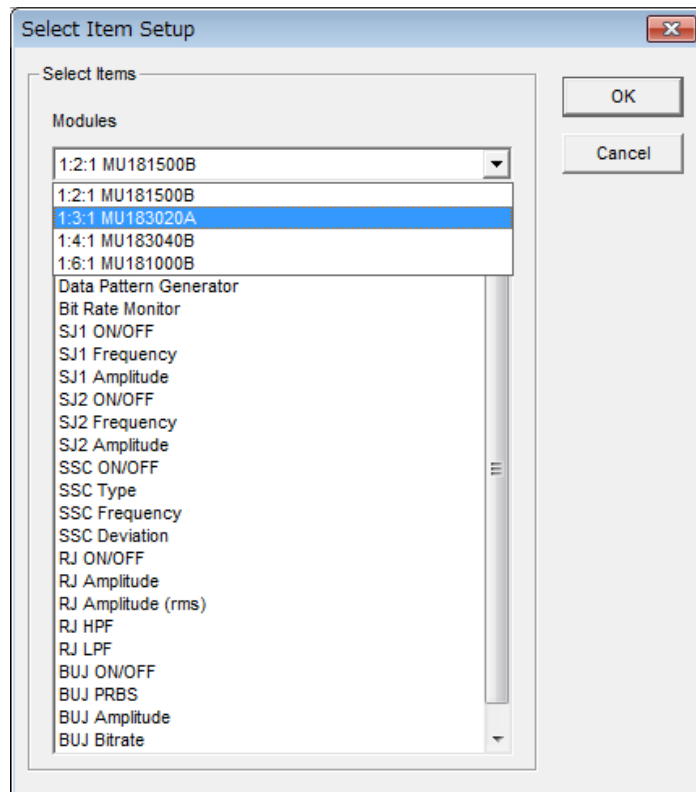 Select Item Setup
Select Items
OK
Modules
Cancel
1:2:1 MU181500B
1:2:1 MU181500B
1:3:1 MU183020A
1:4:1 MU183040B
1:6:1 MU181000B
Data Pattern Generator
Bit Rate Monitor
SJ1 ON/OFF
SJ1 Frequency
SJ1 Amplitude
SJ2 ON/OFF
SJ2 Frequency
SJ2 Amplitude
SSC ON/OFF
SSC Type
SSC Frequency
SSC Deviation
RJ ON/OFF
RJ Amplitude
RJ Amplitude (rms)
RJ HPF
RJ LPF
BUJ ON/OFF
BUJ PRBS
BUJ Amplitude
BUJ Bitrate